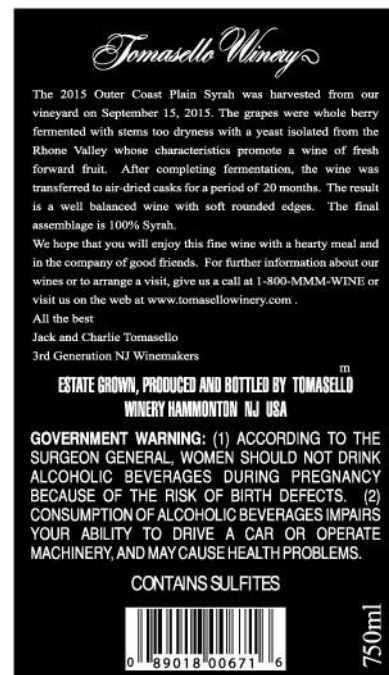 Tomasello Winery
The 2015 Outer Coast Plain Syrah was harvested from our
vineyard on September 15, 2015. The grapes were whole berry
fermented with stems too dryness with a yeast isolated from the
Rhone Valley whose characteristics promote a wine of fresh
forward fruit. After completing fermentation, the wine was
transferred to air-dried casks for a period of 20 months. The result
is a well balanced wine with soft rounded edges. The final
assemblage is 100% Syrah.
We hope that you will enjoy this fine wine with a hearty meal and
in the company of good friends. For further information about our
wines or to arrange a visit, give us a call at 1-800-MMM-WINE or
visit us on the web at www.tomasellowinery.com .
All the best
Jack and Charlie Tomasello
3rd Generation NJ Winemakers
m
ESTATE GROWN, PRODUCED AND BOTTLED BY TOMASELLO
WINERY HAMMONTON NJ USA
GOVERNMENT WARNING: (1) ACCORDING TO THE
SURGEON GENERAL, WOMEN SHOULD NOT DRINK
ALCOHOLIC BEVERAGES DURING PREGNANCY
BECAUSE OF THE RISK OF BIRTH DEFECTS. (2)
CONSUMPTION OF ALCOHOLIC BEVERAGES IMPAIRS
YOUR ABILITY TO DRIVE A CAR OR OPERATE
MACHINERY, AND MAY CAUSE HEALTH PROBLEMS.
CONTAINS SULFITES
0 89018 00671 6
750ml